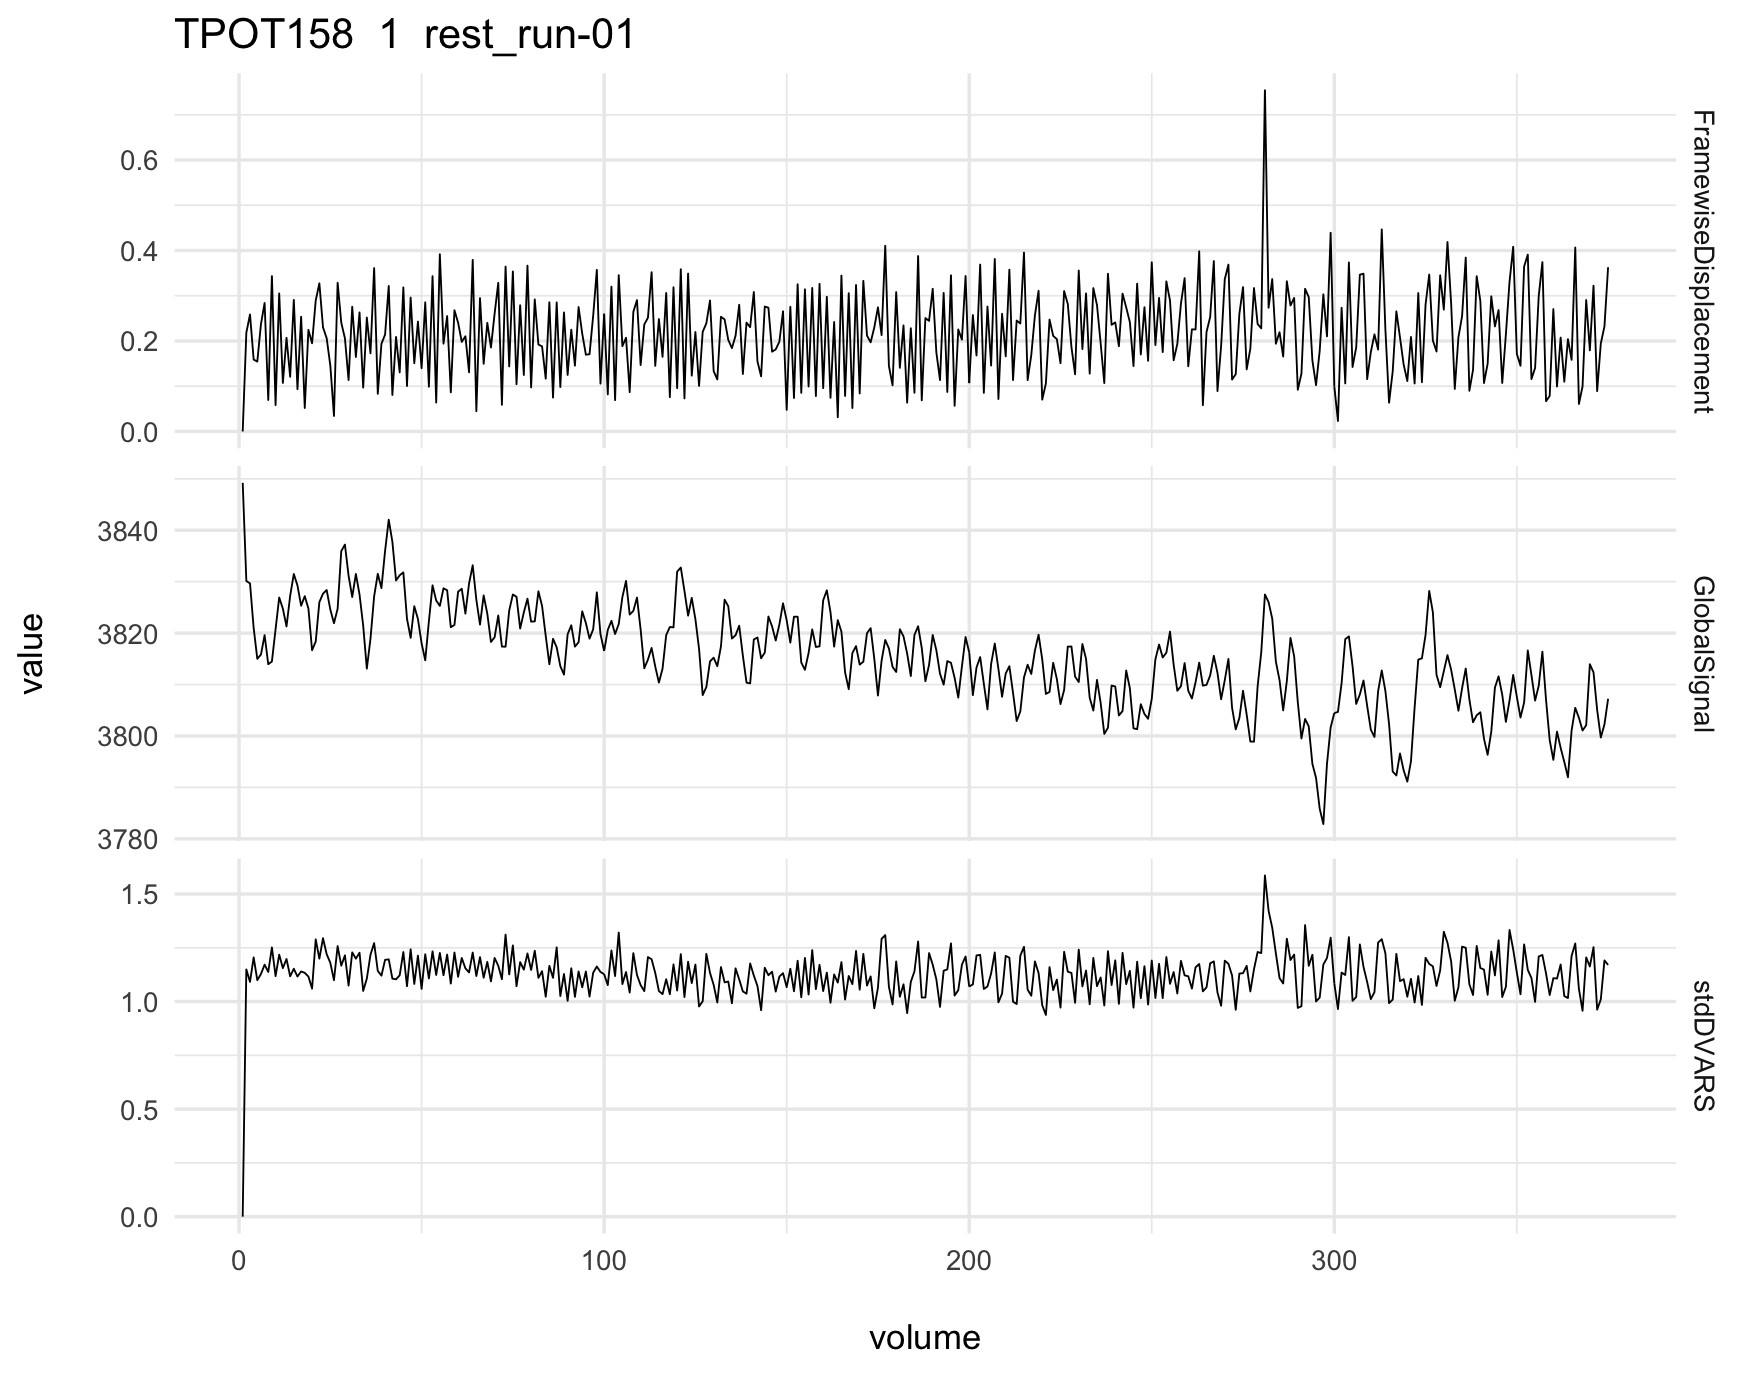 TPOT158 1 rest_run-01
value
0.6
0.4
0.2
0.0
FramewiseDisplacement
3840
3820
3800
3780
GlobalSignal
1.5
1.0
0.5
0.0
stdDVARS
0 100 200 300
volume